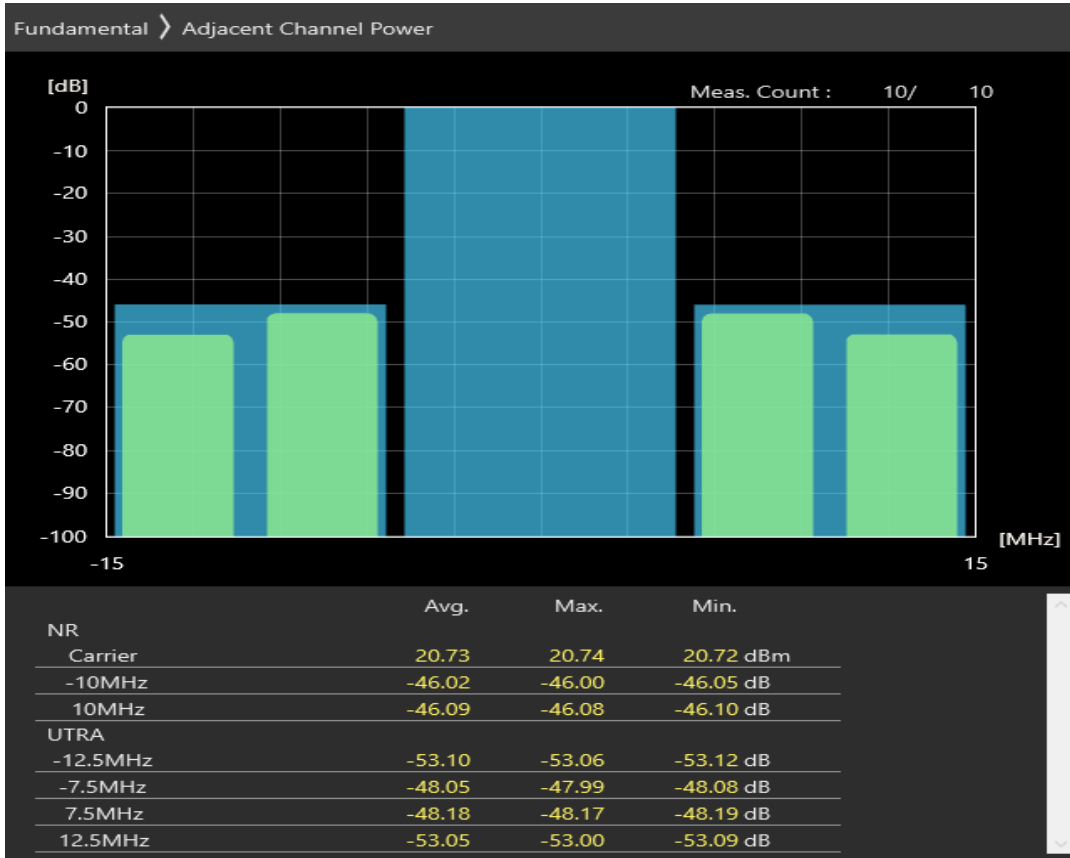 Fundamental ❯ Adjacent Channel Power
[dB]
Meas. Count : 10/ 10
0
-10
-20
-30
-40
-50
-60
-70
-80
-90
-100
[MHz]
-15 15
Avg. Max. Min.
NR
Carrier 20.73 20.74 20.72 dBm
-10MHz -46.02 -46.00 -46.05 dB
10MHz -46.09 -46.08 -46.10 dB
UTRA
-12.5MHz -53.10 -53.06 -53.12 dB
-7.5MHz -48.05 -47.99 -48.08 dB
7.5MHz -48.18 -48.17 -48.19 dB
12.5MHz -53.05 -53.00 -53.09 dB